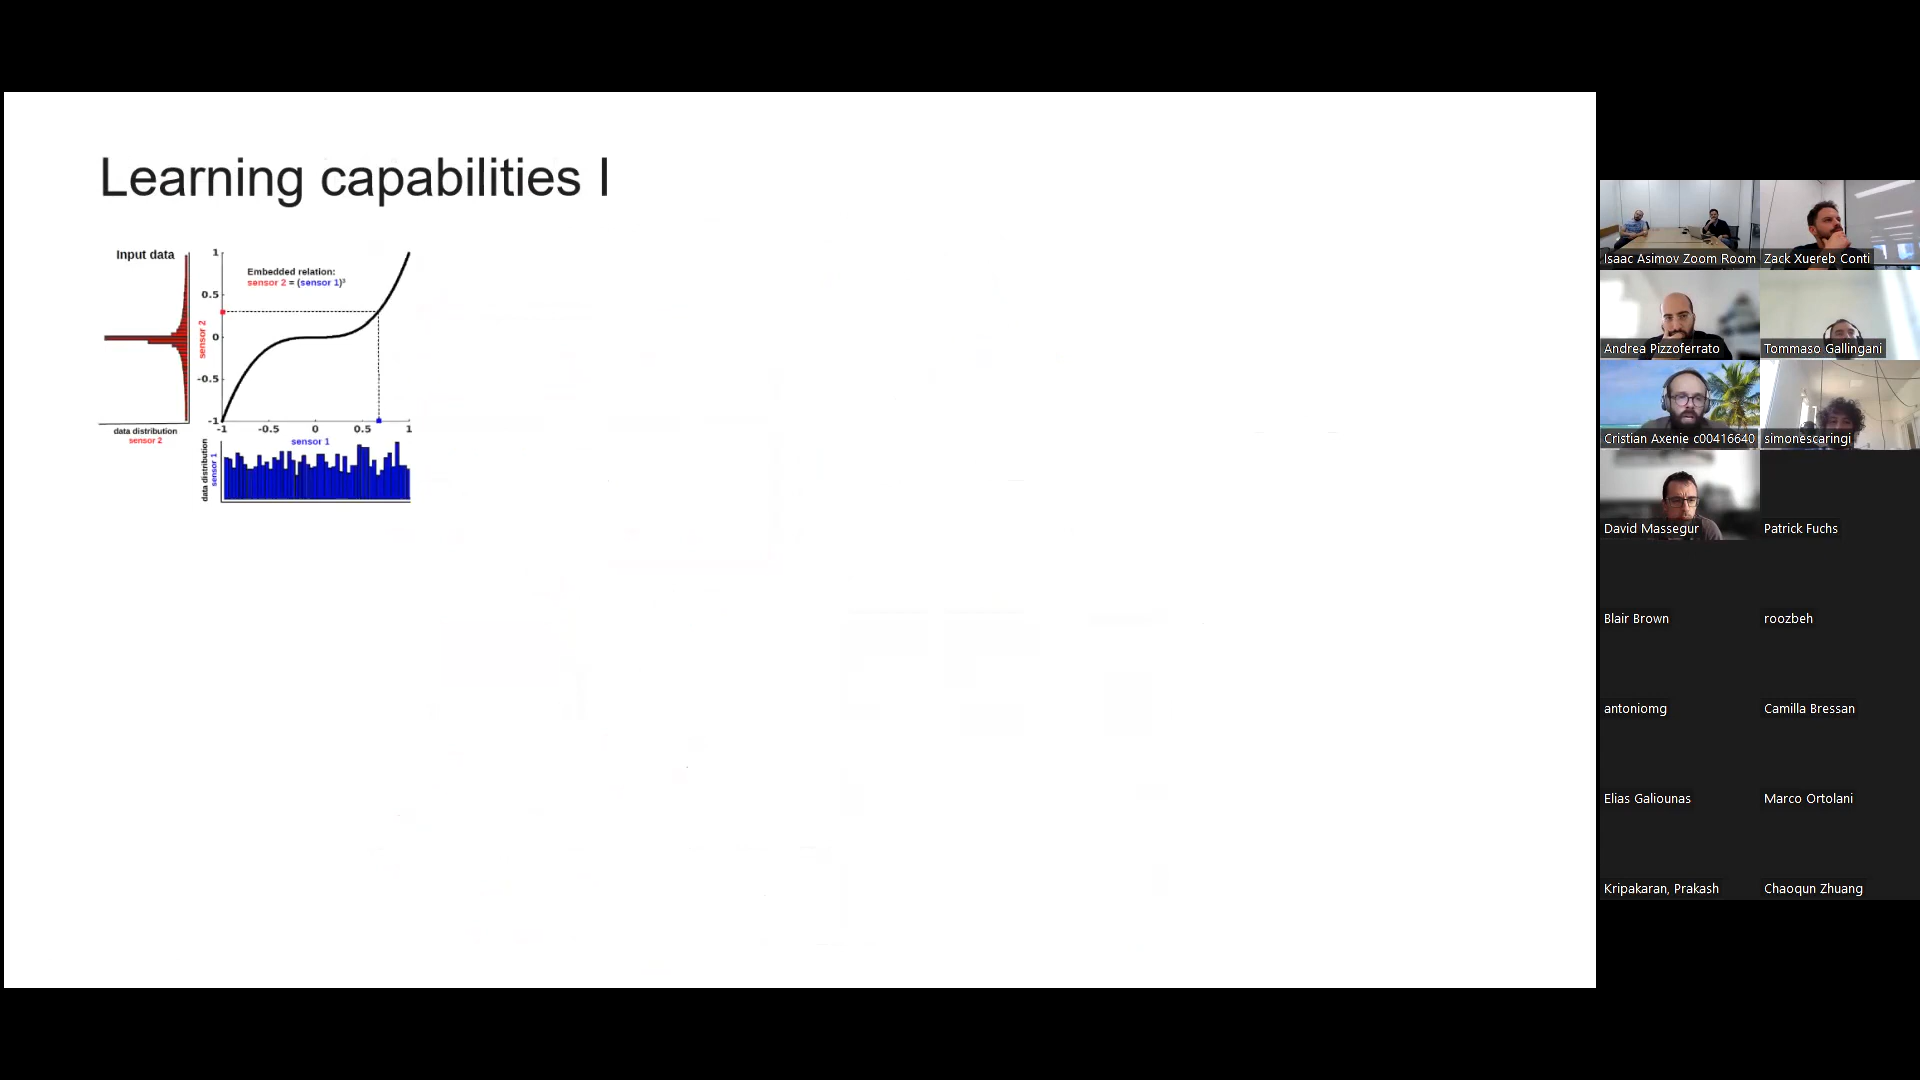 Learning capabilities I
Input data
data distribution
sensor 2
1
0.5
0
-0.5
-1
sensor 2
Embedded relation:
sensor 2 = (sensor 1)³
-1
-0.5
0
0.5
1
sensor 1
data distribution
sensor 1
Isaac Asimov Zoom Room
Zack Xuereb Conti
Andrea Pizzoferrato
Tommaso Gallingani
Cristian Axenie c00416640
simonescaringi
David Massegur
Patrick Fuchs
Blair Brown
roozbeh
antoniomg
Camilla Bressan
Elias Galiounas
Marco Ortolani
Kripakaran, Prakash
Chaoqun Zhuang